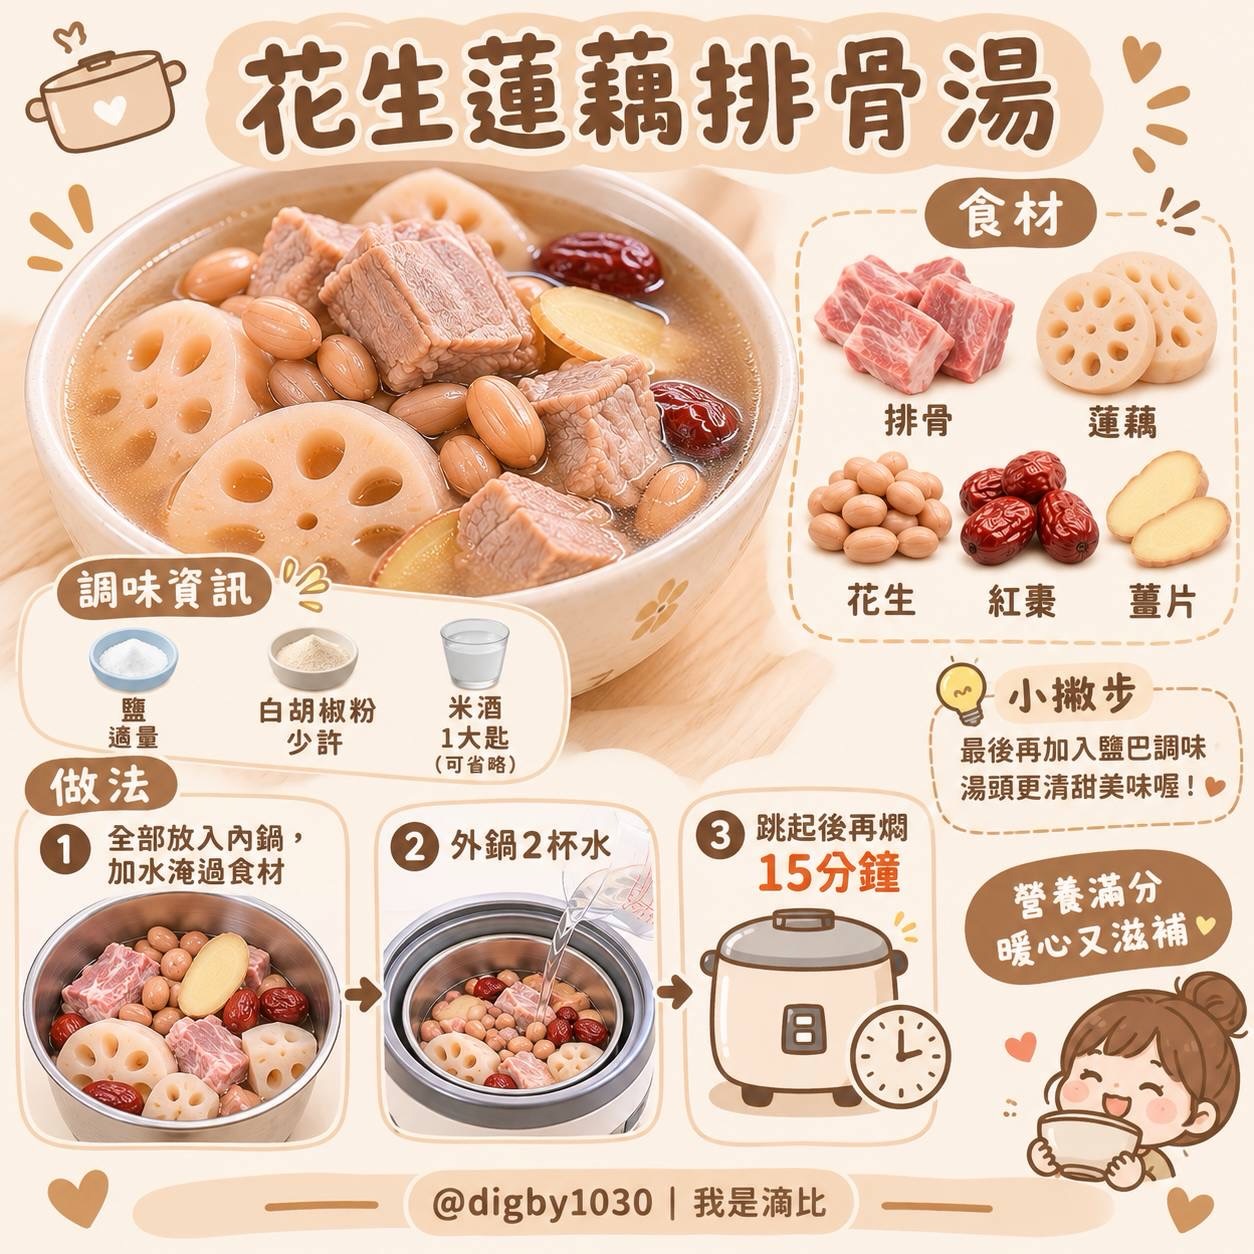 花生蓮藕排骨湯
食材
排骨
蓮藕
花生
紅棗
薑片
調味資訊
鹽
適量
白胡椒粉
少許
米酒
1大匙
(可省略)
小撇步
最後再加入鹽巴調味
湯頭更清甜美味喔!
做法
1
全部放入內鍋,
加水淹過食材
2
外鍋2杯水
3
跳起後再燜
15分鐘
營養滿分
暖心又滋補
@digby1030 | 我是滴比